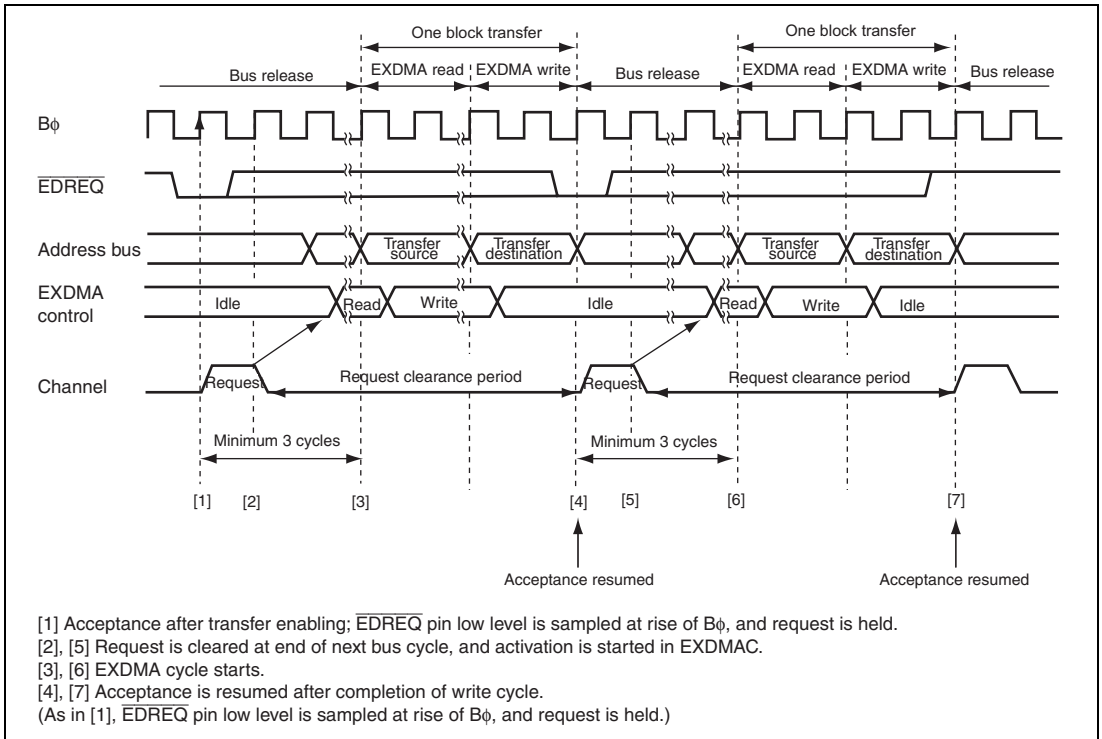 One block transfer
One block transfer
Bus release
EXDMA read
EXDMA write
Bus release
EXDMA read
EXDMA write
Bus release
Bϕ
EDREQ
Address bus
Transfer source
Transfer destination
Transfer source
Transfer destination
EXDMA control
Idle
Read
Write
Idle
Read
Write
Idle
Channel
Request
Request clearance period
Request
Request clearance period
Minimum 3 cycles
Minimum 3 cycles
[1]
[2]
[3]
[4]
[5]
[6]
[7]
Acceptance resumed
Acceptance resumed
[1] Acceptance after transfer enabling; EDREQ pin low level is sampled at rise of Bϕ, and request is held.
[2], [5] Request is cleared at end of next bus cycle, and activation is started in EXDMAC.
[3], [6] EXDMA cycle starts.
[4], [7] Acceptance is resumed after completion of write cycle.
(As in [1], EDREQ pin low level is sampled at rise of Bϕ, and request is held.)